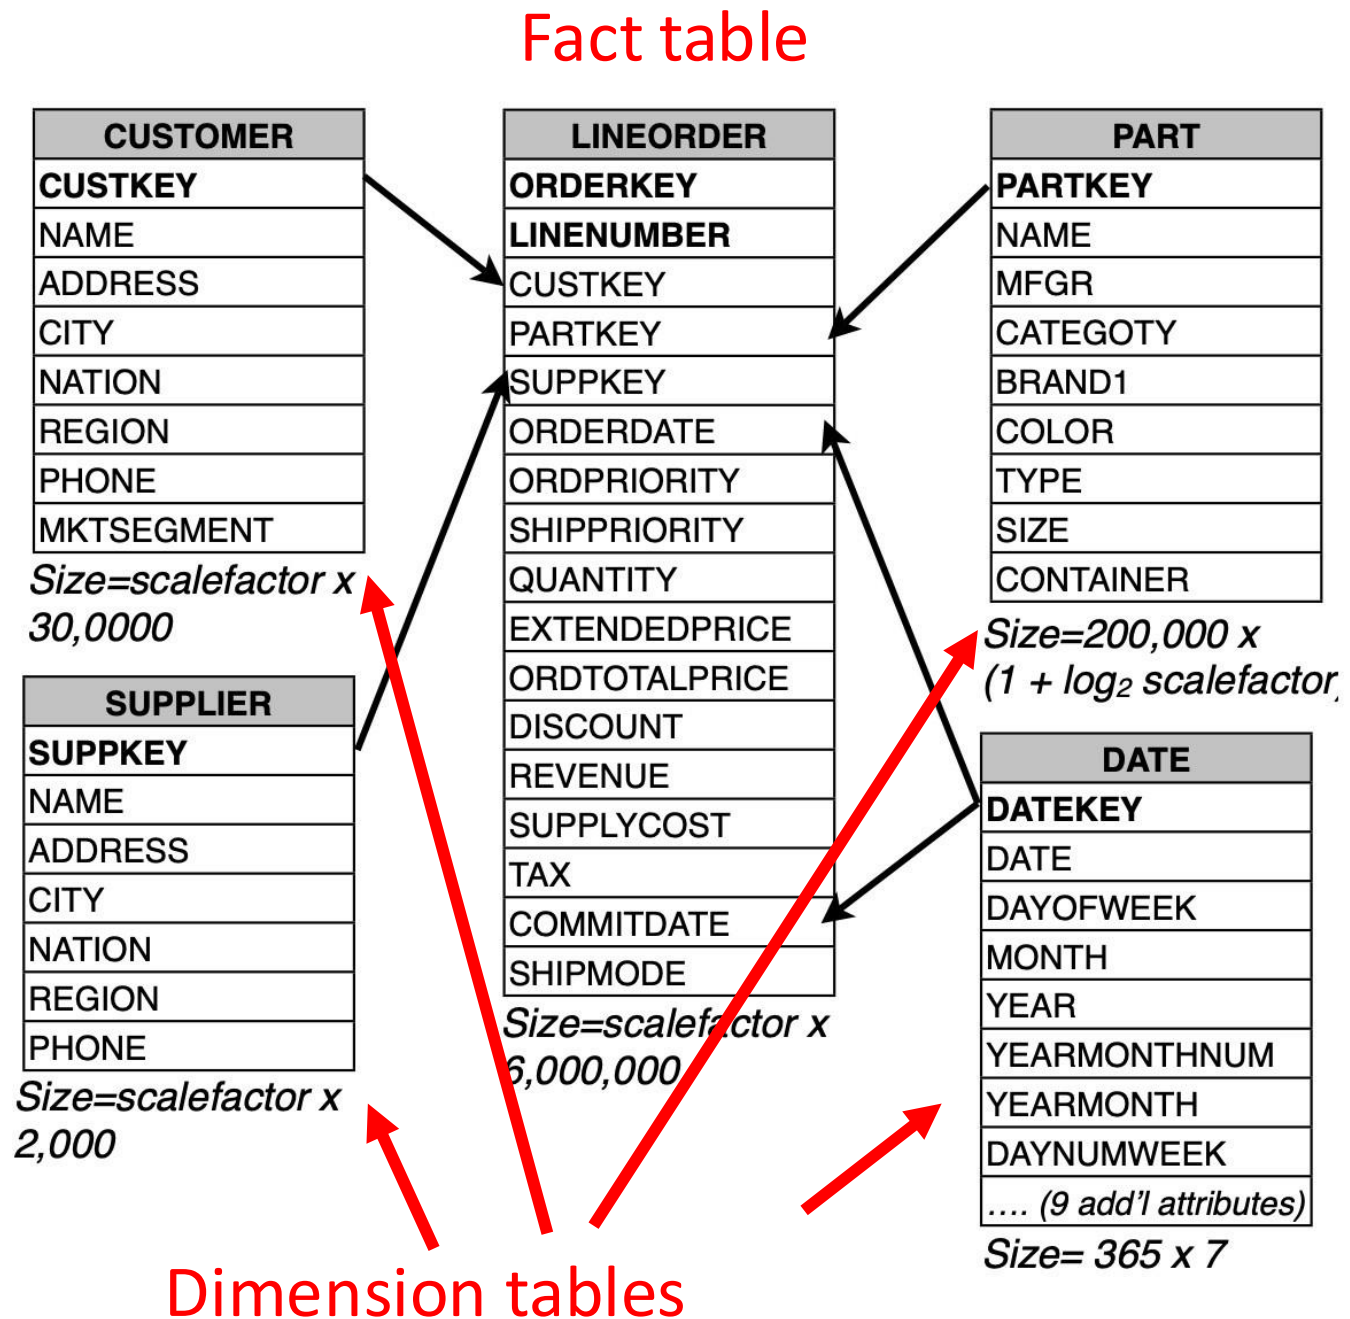 Fact table
CUSTOMER
CUSTKEY
NAME
ADDRESS
CITY
NATION
REGION
PHONE
MKTSEGMENT
Size=scalefactor x
30,0000
SUPPLIER
SUPPKEY
NAME
ADDRESS
CITY
NATION
REGION
PHONE
Size=scalefactor x
2,000
LINEORDER
ORDERKEY
LINENUMBER
CUSTKEY
PARTKEY
SUPPKEY
ORDERDATE
ORDPRIORITY
SHIPPRIORITY
QUANTITY
EXTENDEDPRICE
ORDTOTALPRICE
DISCOUNT
REVENUE
SUPPLYCOST
TAX
COMMITDATE
SHIPMODE
Size=scalefactor x
6,000,000
PART
PARTKEY
NAME
MFGR
CATEGOTY
BRAND1
COLOR
TYPE
SIZE
CONTAINER
Size=200,000 x
(1 + log₂ scalefactor)
DATE
DATEKEY
DATE
DAYOFWEEK
MONTH
YEAR
YEARMONTHNUM
YEARMONTH
DAYNUMWEEK
.... (9 add'l attributes)
Size= 365 x 7
Dimension tables